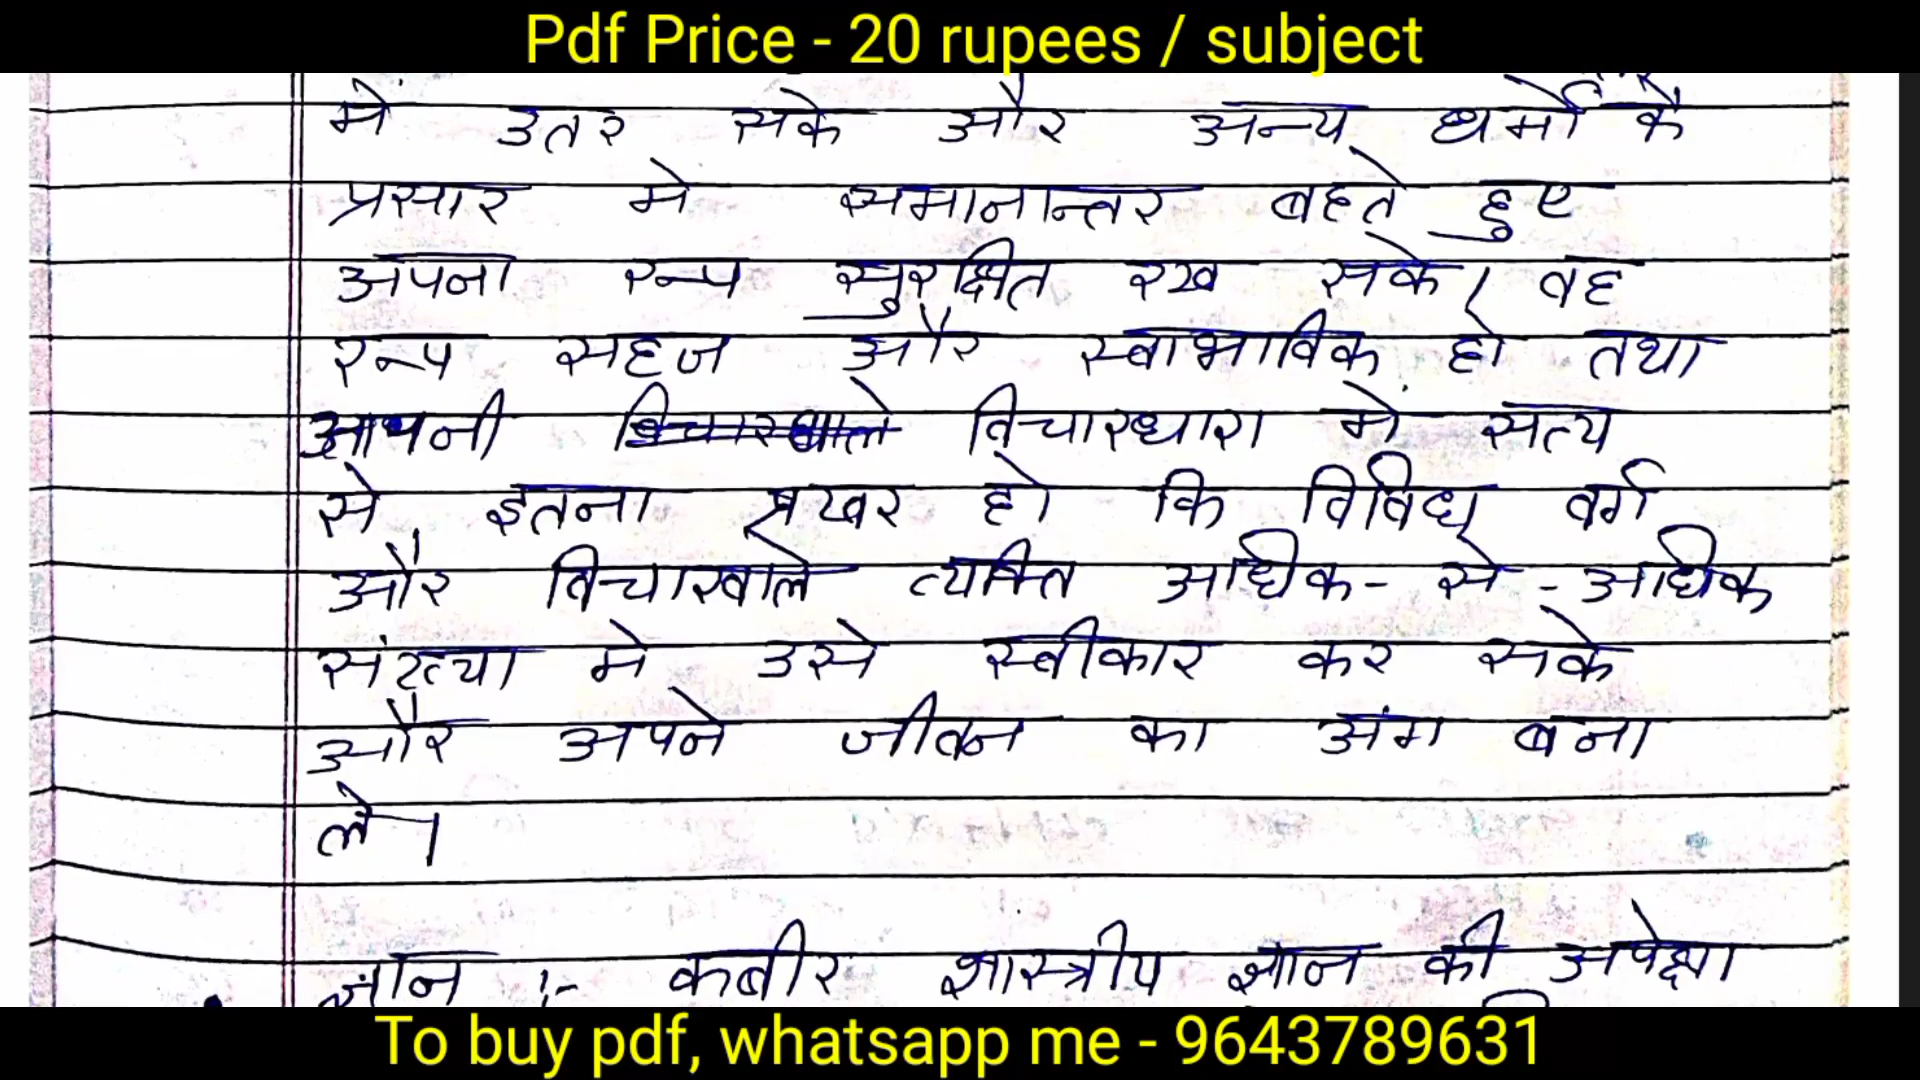 Pdf Price - 20 rupees / subject
में उतर सके और अन्य धर्मो के
प्रसार मे समानान्तर बहते हुए
अपना रूप सुरक्षित रख सके। वह
रूप सहज और स्वाभाविक हो तथा
आपनी विचारवाले विचारधारा में सत्य
से इतना प्रखर हो कि विविध वर्ग
और विचारवाले व्यक्ति अधिक - से - अधिक
संख्या मे उसे स्वीकार कर सके
और अपने जीवन का अंग बना
ले।
ज्ञान :- कबीर शास्त्रीय ज्ञान की अपेक्षा
To buy pdf, whatsapp me - 9643789631